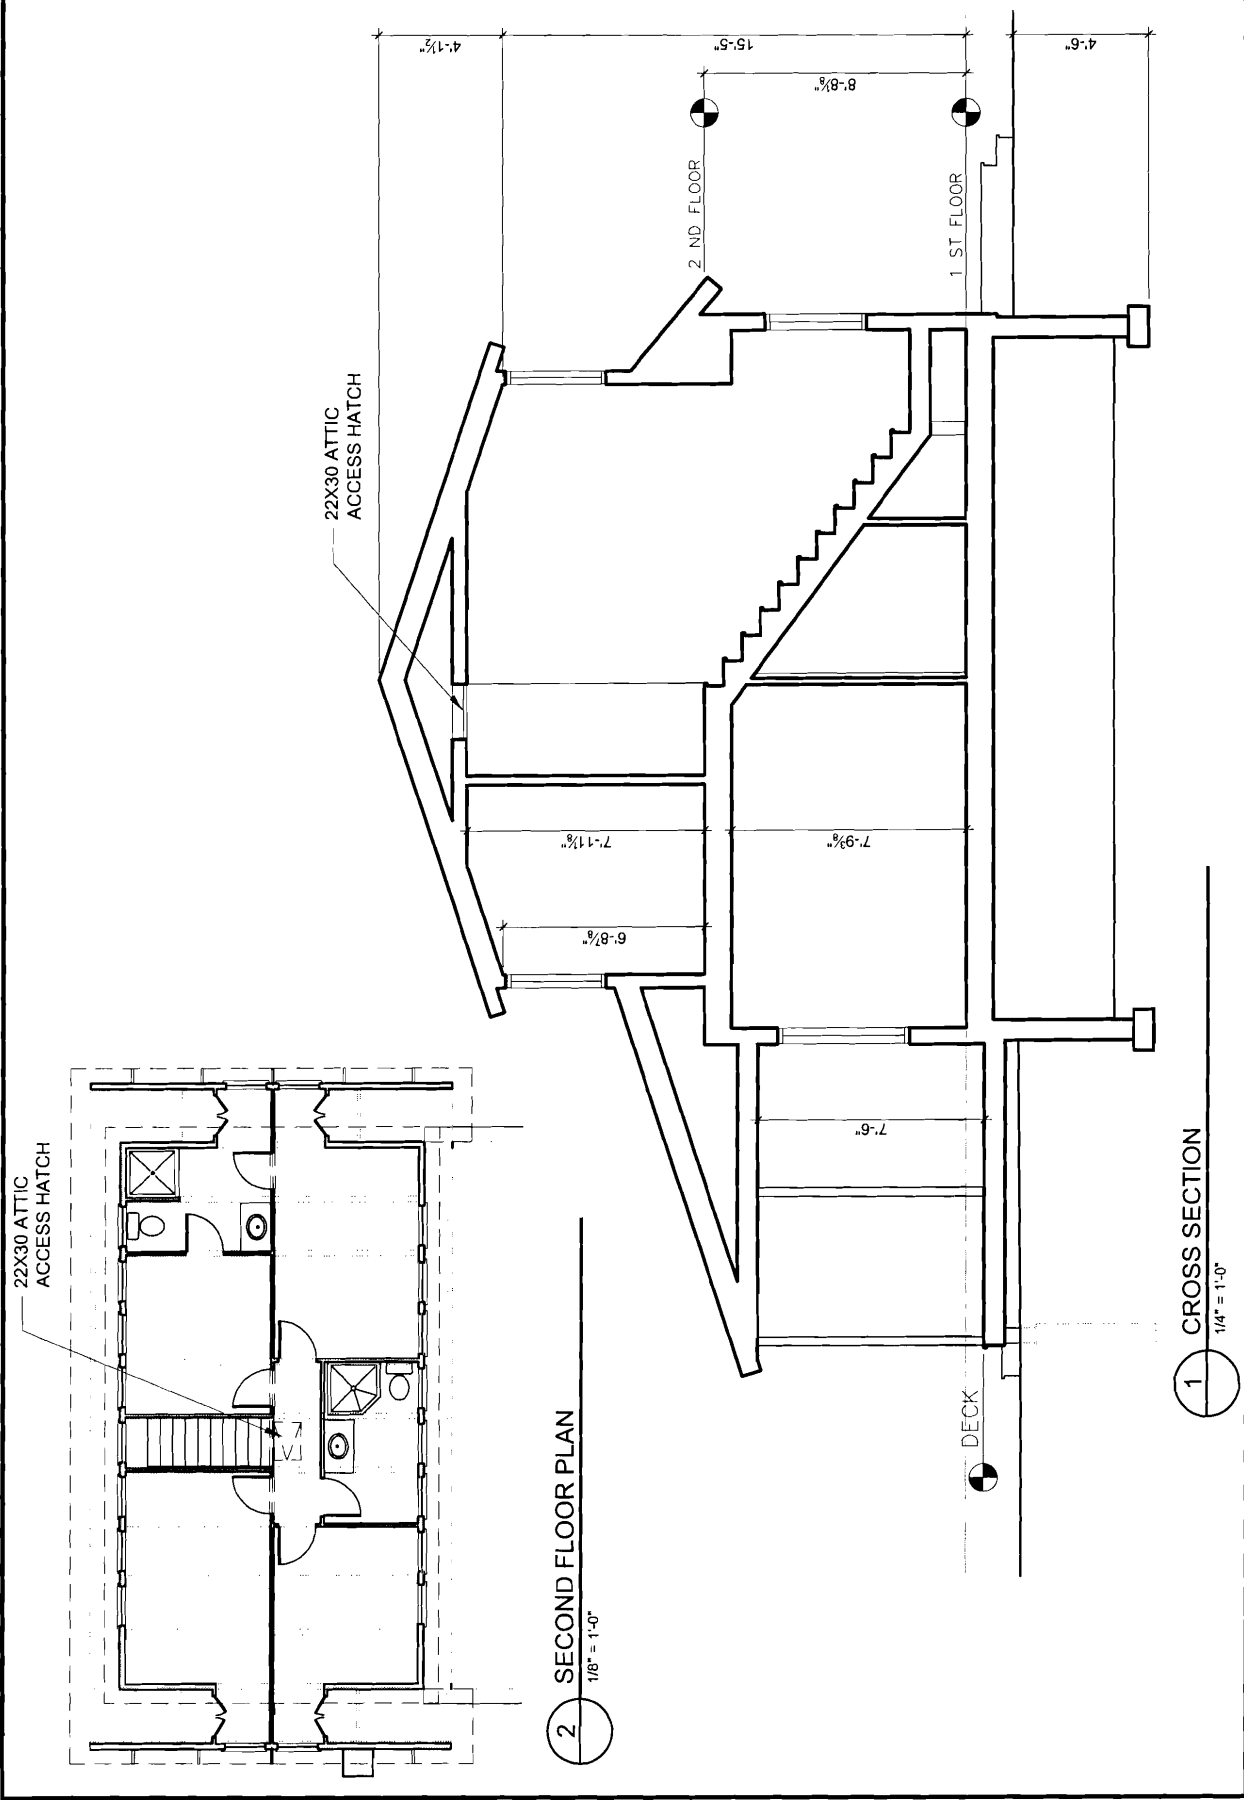 22X30 ATTIC
ACCESS HATCH
2
SECOND FLOOR PLAN
1/8" = 1'-0"
22X30 ATTIC
ACCESS HATCH
4'-1½"
15'-5"
8'-8⅛"
4'-6"
2 ND FLOOR
1 ST FLOOR
7'-11⅛"
7'-9⅜"
6'-8⅞"
7'-6"
DECK
1
CROSS SECTION
1/4" = 1'-0"